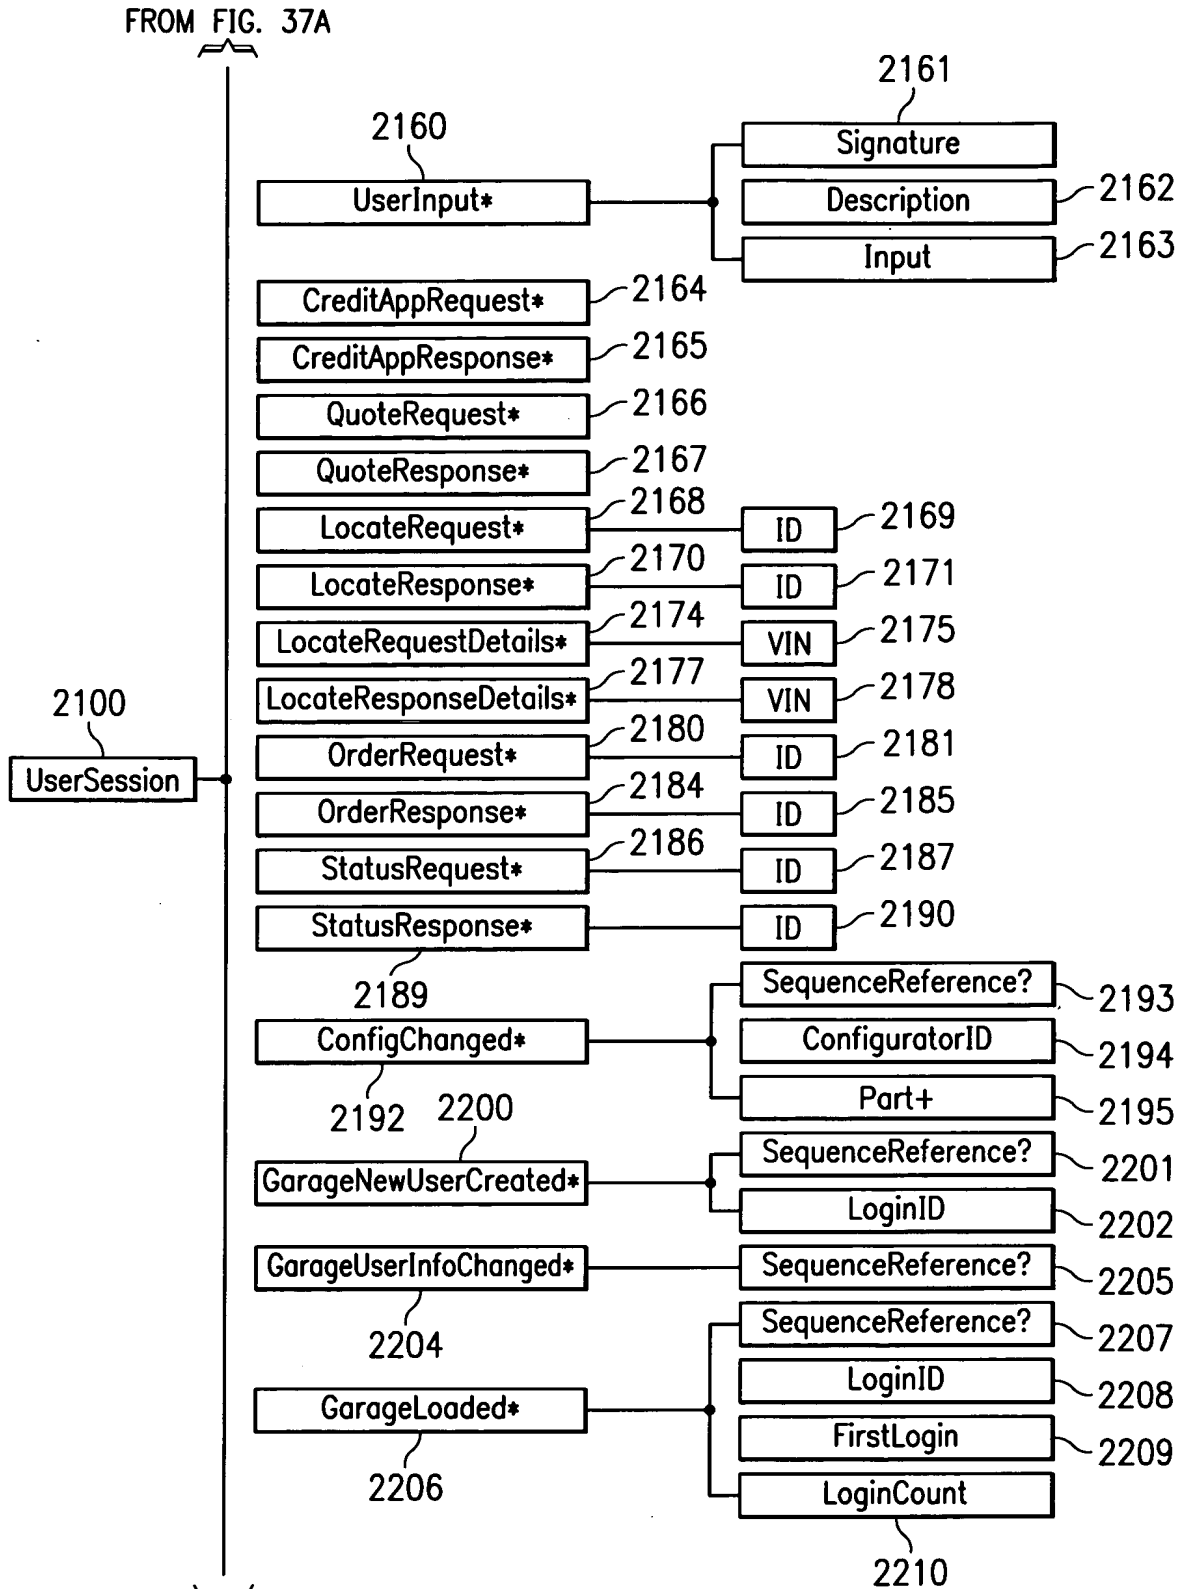 FROM FIG. 37A
2161
2160
Signature
UserInput*
Description
2162
Input
2163
CreditAppRequest*
2164
CreditAppResponse*
2165
QuoteRequest*
2166
QuoteResponse*
2167
LocateRequest*
2168
ID
2169
LocateResponse*
2170
ID
2171
LocateRequestDetails*
2174
VIN
2175
LocateResponseDetails*
2177
VIN
2178
2100
UserSession
OrderRequest*
2180
ID
2181
OrderResponse*
2184
ID
2185
StatusRequest*
2186
ID
2187
StatusResponse*
ID
2190
2189
SequenceReference?
2193
ConfigChanged*
ConfiguratorID
2194
2192
Part+
2195
2200
GarageNewUserCreated*
SequenceReference?
2201
LoginID
2202
GarageUserInfoChanged*
SequenceReference?
2205
2204
SequenceReference?
2207
LoginID
2208
GarageLoaded*
FirstLogin
2209
2206
LoginCount
2210